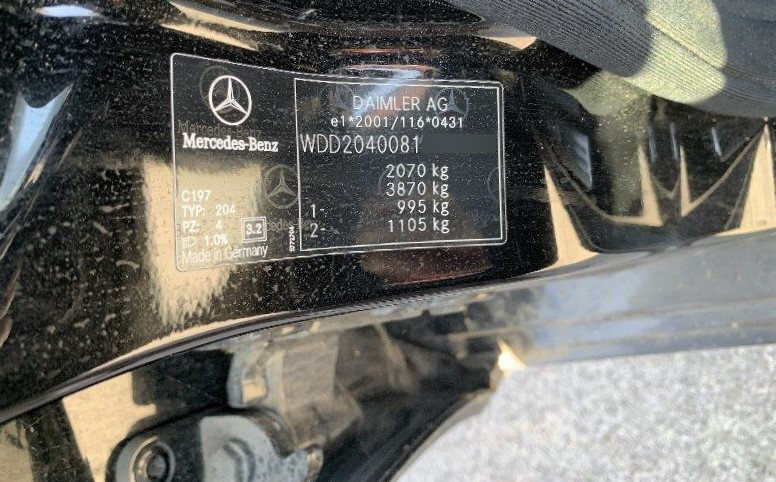 Mercedes-Benz
C197
TYP: 204
PZ: 4
1.0%
3.2
Made in Germany
DAIMLER AG
e1*2001/116*0431
WDD2040081
2070 kg
3870 kg
1- 995 kg
2- 1105 kg